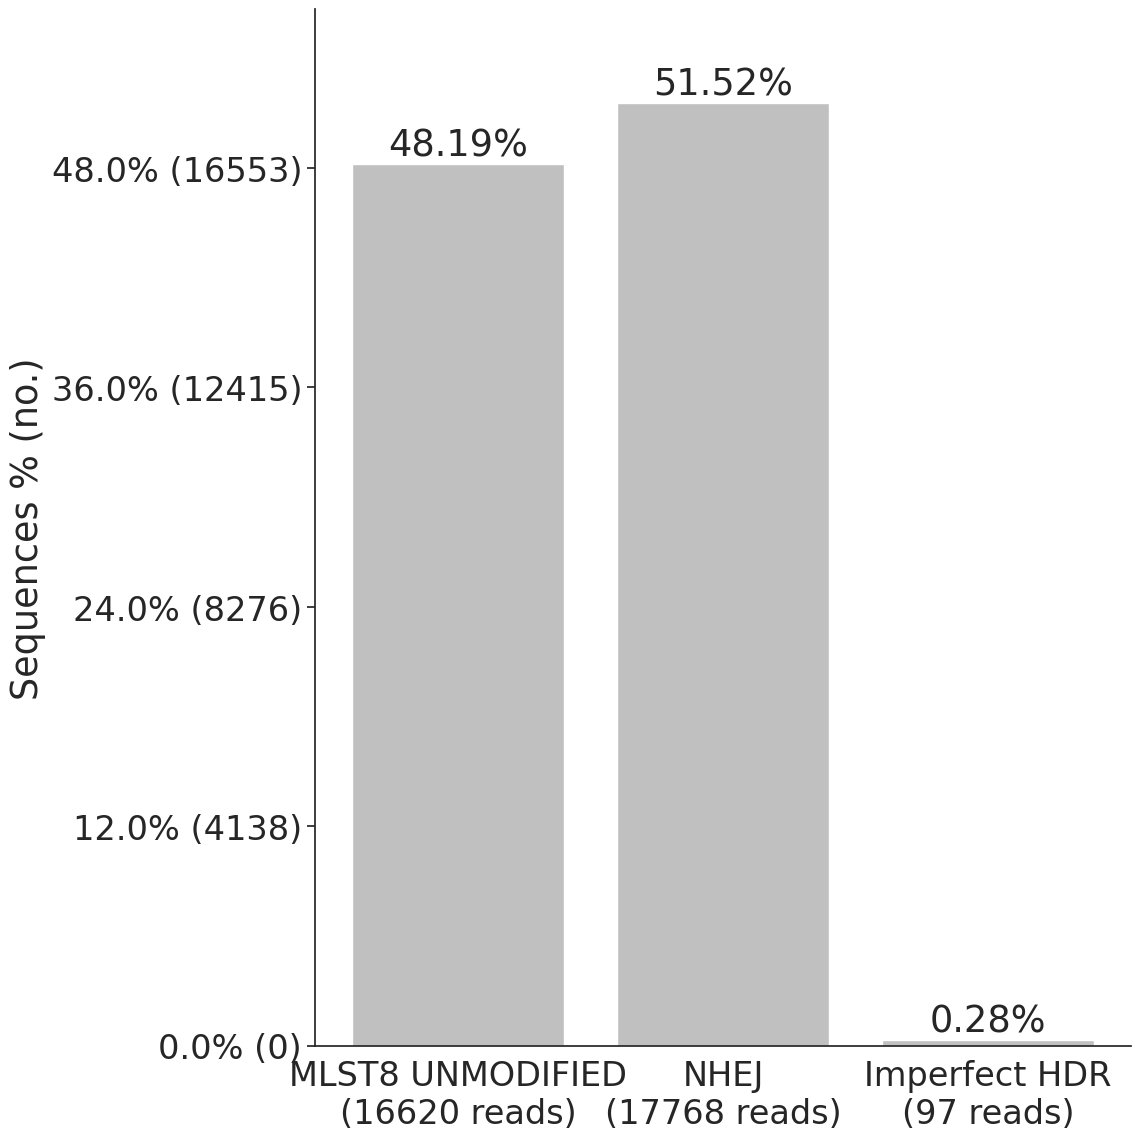 Sequences % (no.)
48.0% (16553)
36.0% (12415)
24.0% (8276)
12.0% (4138)
0.0% (0)
48.19%
51.52%
0.28%
MLST8 UNMODIFIED
(16620 reads)
NHEJ
(17768 reads)
Imperfect HDR
(97 reads)